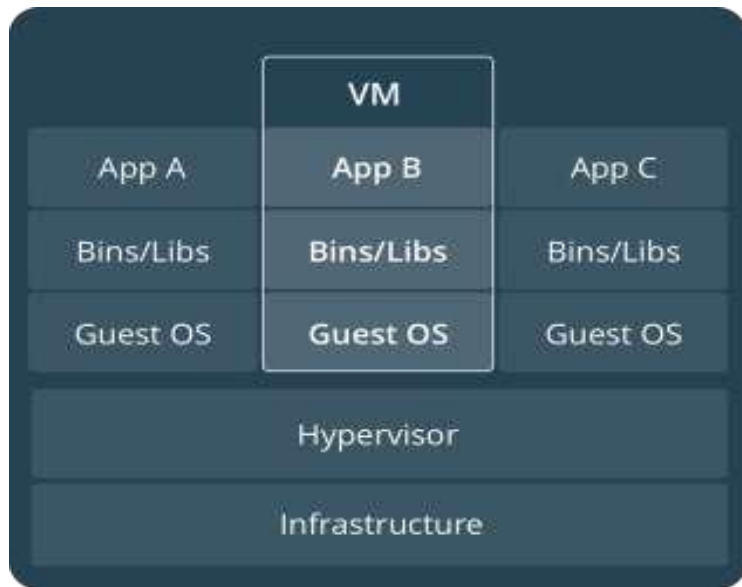 VM
App A App B App C
Bins/Libs Bins/Libs Bins/Libs
Guest OS Guest OS Guest OS
Hypervisor
Infrastructure